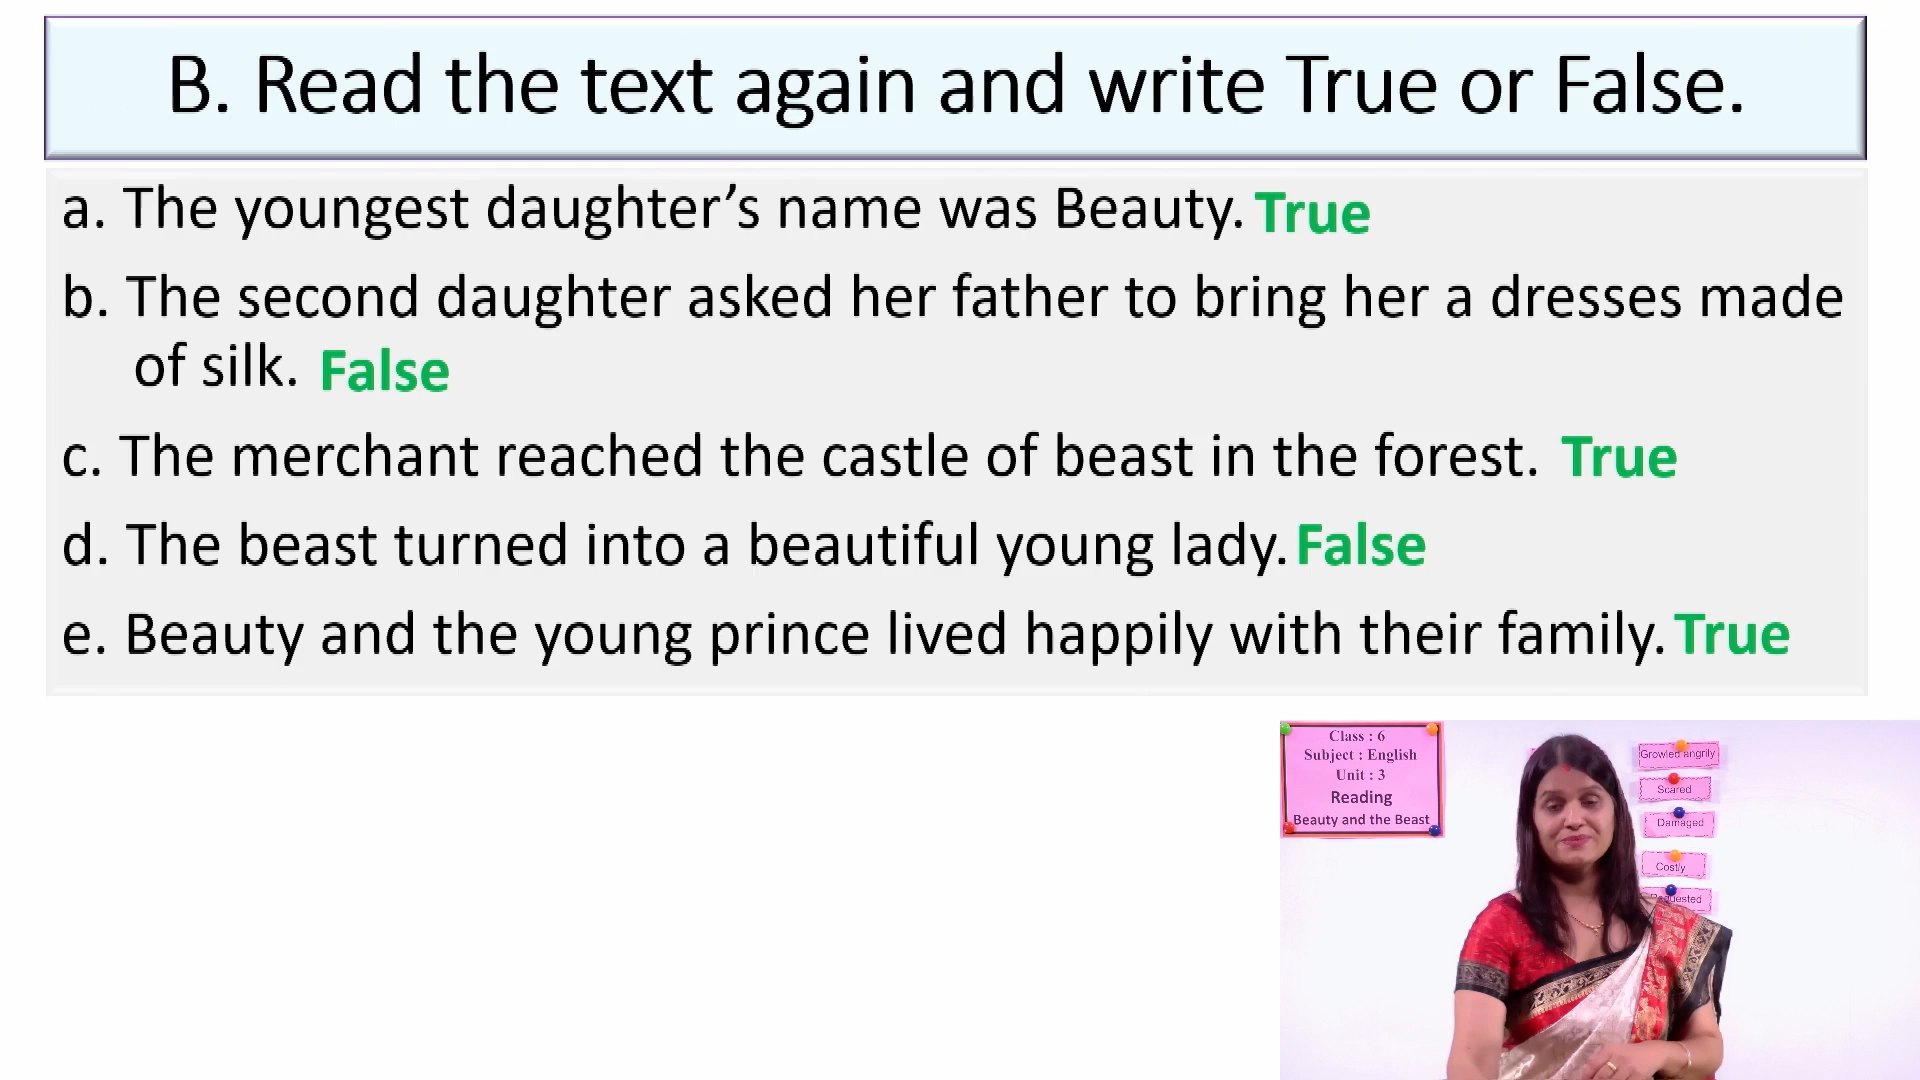 B. Read the text again and write True or False.
a. The youngest daughter’s name was Beauty. True
b. The second daughter asked her father to bring her a dresses made
of silk. False
c. The merchant reached the castle of beast in the forest. True
d. The beast turned into a beautiful young lady. False
e. Beauty and the young prince lived happily with their family. True
Class : 6
Subject : English
Unit : 3
Reading
Beauty and the Beast
Growled angrily
Scared
Damaged
Costly
Requested